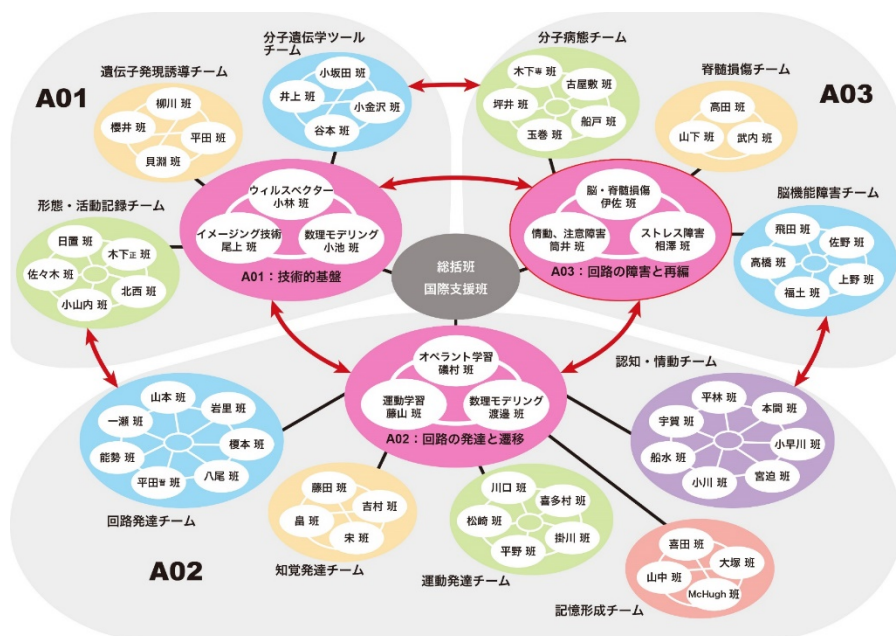 A01
遺伝子発現誘導チーム
柳川 班
櫻井 班
平田 班
貝淵 班
分子遺伝学ツール
チーム
小坂田 班
井上 班
小金沢 班
谷本 班
形態・活動記録チーム
日置 班
木下正 班
佐々木 班
北西 班
小山内 班
ウィルスベクター
小林 班
イメージング技術
尾上 班
数理モデリング
小池 班
A01：技術的基盤
分子病態チーム
木下専 班
古屋敷 班
坪井 班
船戸 班
玉巻 班
脊髄損傷チーム
高田 班
山下 班
武内 班
A03
脳機能障害チーム
飛田 班
佐野 班
高橋 班
上野 班
福土 班
脳・脊髄損傷
伊佐 班
情動、注意障害
筒井 班
ストレス障害
相澤 班
A03：回路の障害と再編
総括班
国際支援班
オペラント学習
礒村 班
運動学習
藤山 班
数理モデリング
渡邉 班
A02：回路の発達と遷移
山本 班
一瀬 班
岩里 班
能勢 班
榎本 班
平田普 班
八尾 班
回路発達チーム
A02
藤田 班
吉村 班
畠 班
宋 班
知覚発達チーム
川口 班
喜多村 班
松崎 班
掛川 班
平野 班
運動発達チーム
喜田 班
大塚 班
山中 班
McHugh 班
記憶形成チーム
認知・情動チーム
平林 班
本間 班
宇賀 班
小早川 班
船水 班
宮迫 班
小川 班